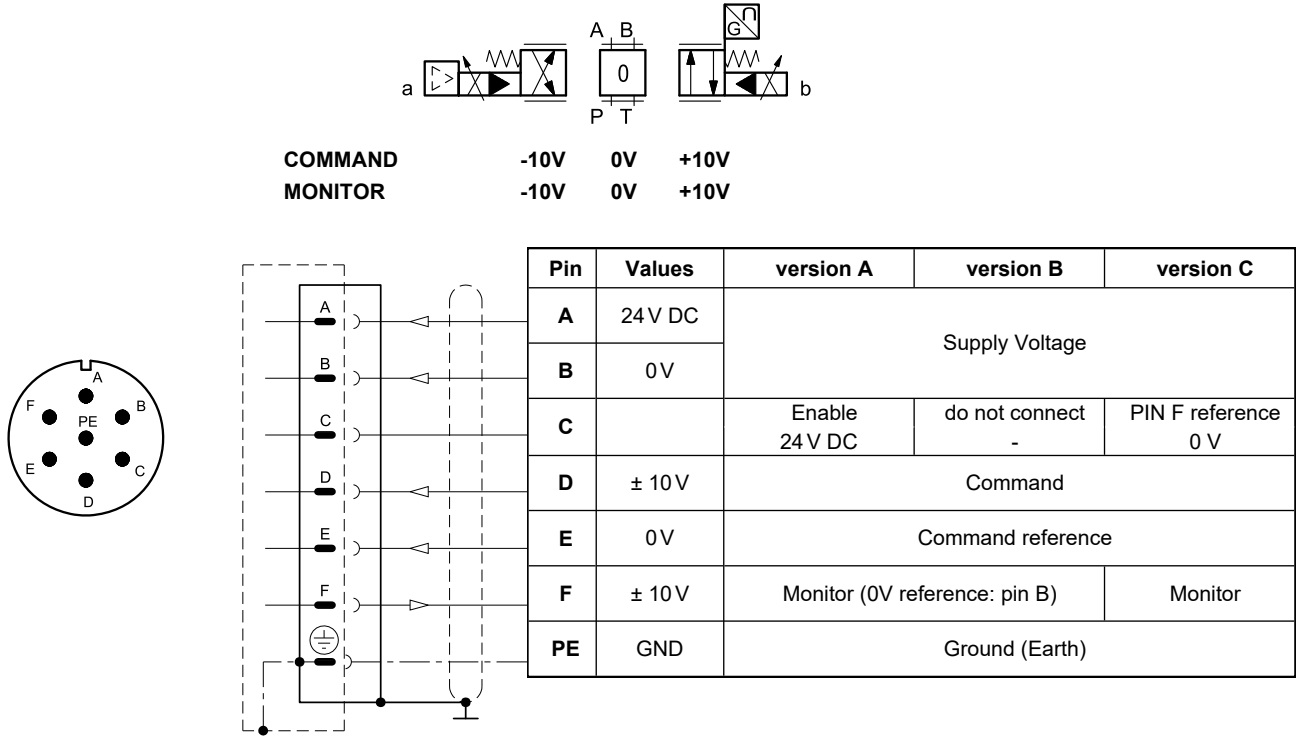 G
A B
a
0
b
P T
COMMAND -10V 0V +10V
MONITOR -10V 0V +10V
Pin Values version A version B version C
A 24 V DC Supply Voltage
B 0 V
C Enable 24 V DC do not connect - PIN F reference 0 V
D ± 10 V Command
E 0 V Command reference
F ± 10 V Monitor (0V reference: pin B) Monitor
PE GND Ground (Earth)
A
B
C
D
E
F
A
F
B
PE
E
C
D